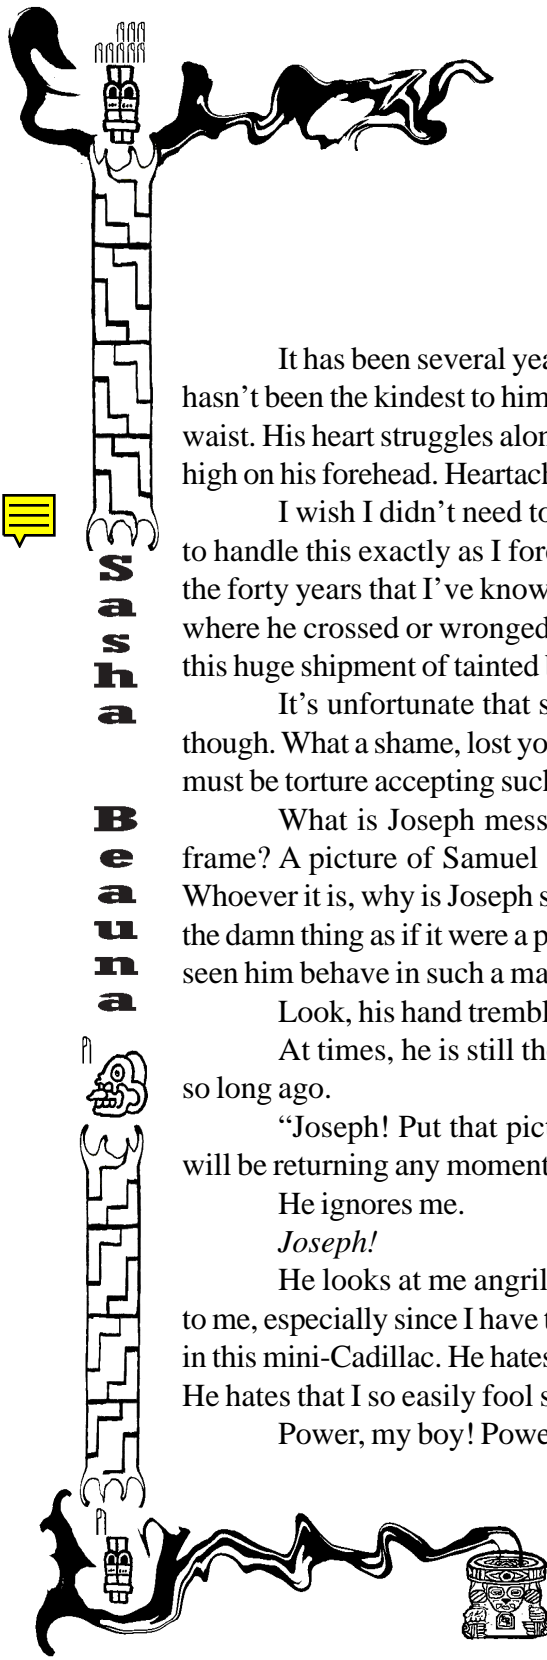 Sasha
Beauna
It has been several yea
hasn’t been the kindest to him
waist. His heart struggles alon
high on his forehead. Heartach
I wish I didn’t need to
to handle this exactly as I fore
the forty years that I’ve know
where he crossed or wronged
this huge shipment of tainted b
It’s unfortunate that s
though. What a shame, lost yo
must be torture accepting such
What is Joseph mess
frame? A picture of Samuel
Whoever it is, why is Joseph s
the damn thing as if it were a p
seen him behave in such a ma
Look, his hand trembl
At times, he is still th
so long ago.
“Joseph! Put that pict
will be returning any moment
He ignores me.
Joseph!
He looks at me angril
to me, especially since I have t
in this mini-Cadillac. He hates
He hates that I so easily fool s
Power, my boy! Powe